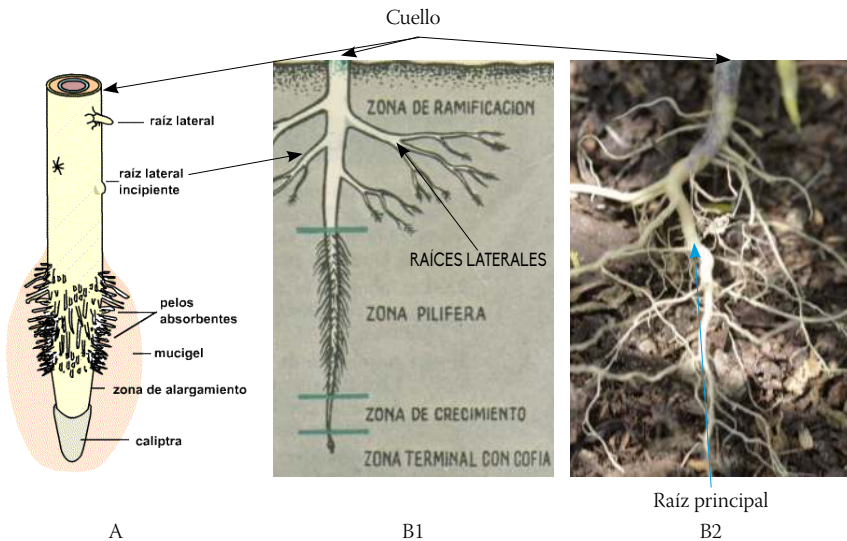 Cuello
raíz lateral
raíz lateral
incipiente
pelos
absorbentes
mucigel
zona de alargamiento
caliptra
A
ZONA DE RAMIFICACION
RAÍCES LATERALES
ZONA PILIFERA
ZONA DE CRECIMIENTO
ZONA TERMINAL CON COFIA
B1
Raíz principal
B2